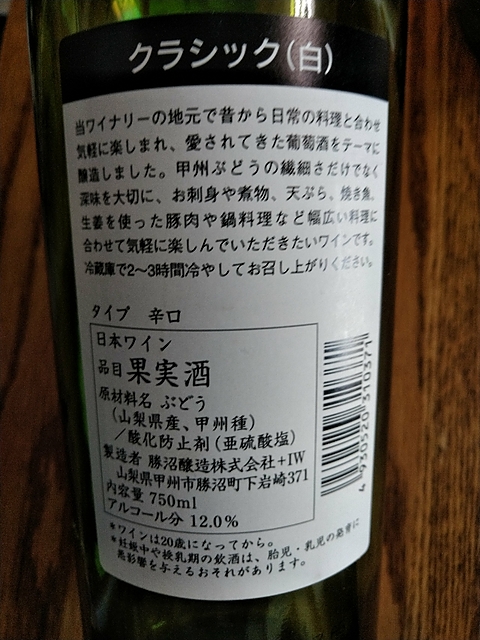 クラシック(白)
当ワイナリーの地元で昔から日常の料理と合わせ
気軽に楽しまれ、愛されてきた葡萄酒をテーマに
醸造しました。甲州ぶどうの繊細さだけでなく
深味を大切に、お刺身や煮物、天ぷら、焼き魚、
生姜を使った豚肉や鍋料理など幅広い料理に
合わせて気軽に楽しんでいただきたいワインです。
冷蔵庫で2〜3時間冷やしてお召し上がりください。
タイプ 辛口
日本ワイン
品目 果実酒
原材料名 ぶどう
(山梨県産、甲州種)
/酸化防止剤(亜硫酸塩)
製造者 勝沼醸造株式会社+IW
山梨県甲州市勝沼町下岩崎371
内容量 750ml
アルコール分 12.0%
4 930520 310371
*ワインは20歳になってから。
*妊娠中や授乳期の飲酒は、胎児・乳児の発育に
悪影響を与えるおそれがあります。